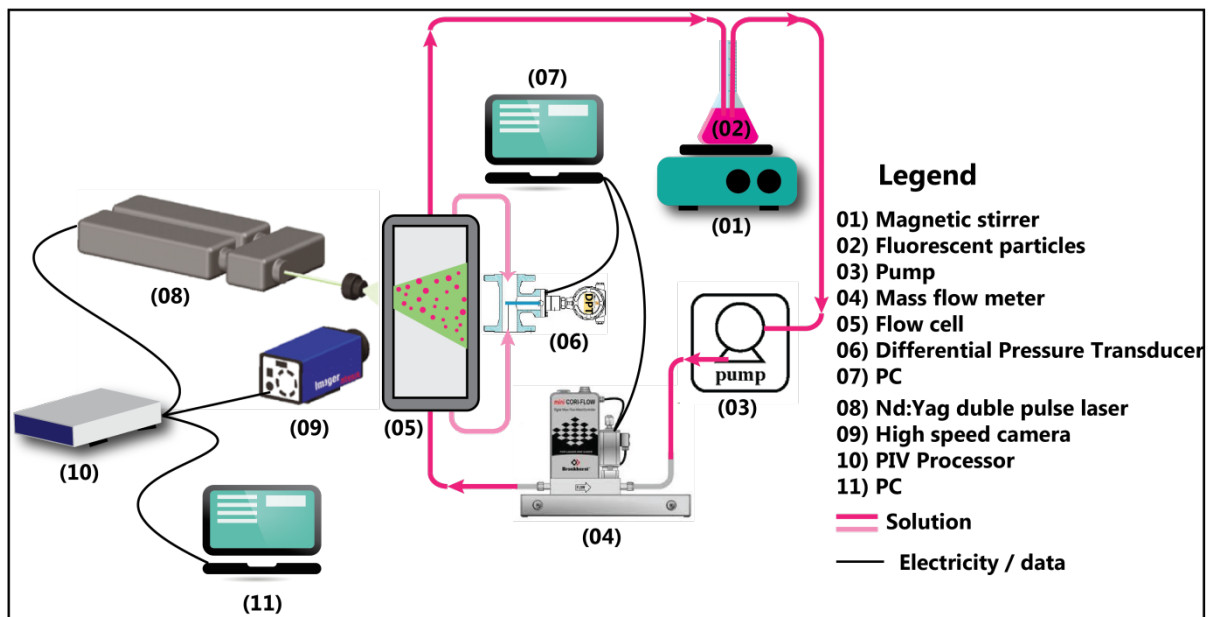 (07)
(02)
(01)
Legend
01) Magnetic stirrer
02) Fluorescent particles
03) Pump
04) Mass flow meter
05) Flow cell
06) Differential Pressure Transducer
07) PC
08) Nd:Yag duble pulse laser
09) High speed camera
10) PIV Processor
11) PC
Solution
Electricity / data
(08)
DPT
(06)
pump
(03)
Imager
(09)
(05)
mini CORI-FLOW
Bronkhorst
FLOW
(04)
(10)
(11)